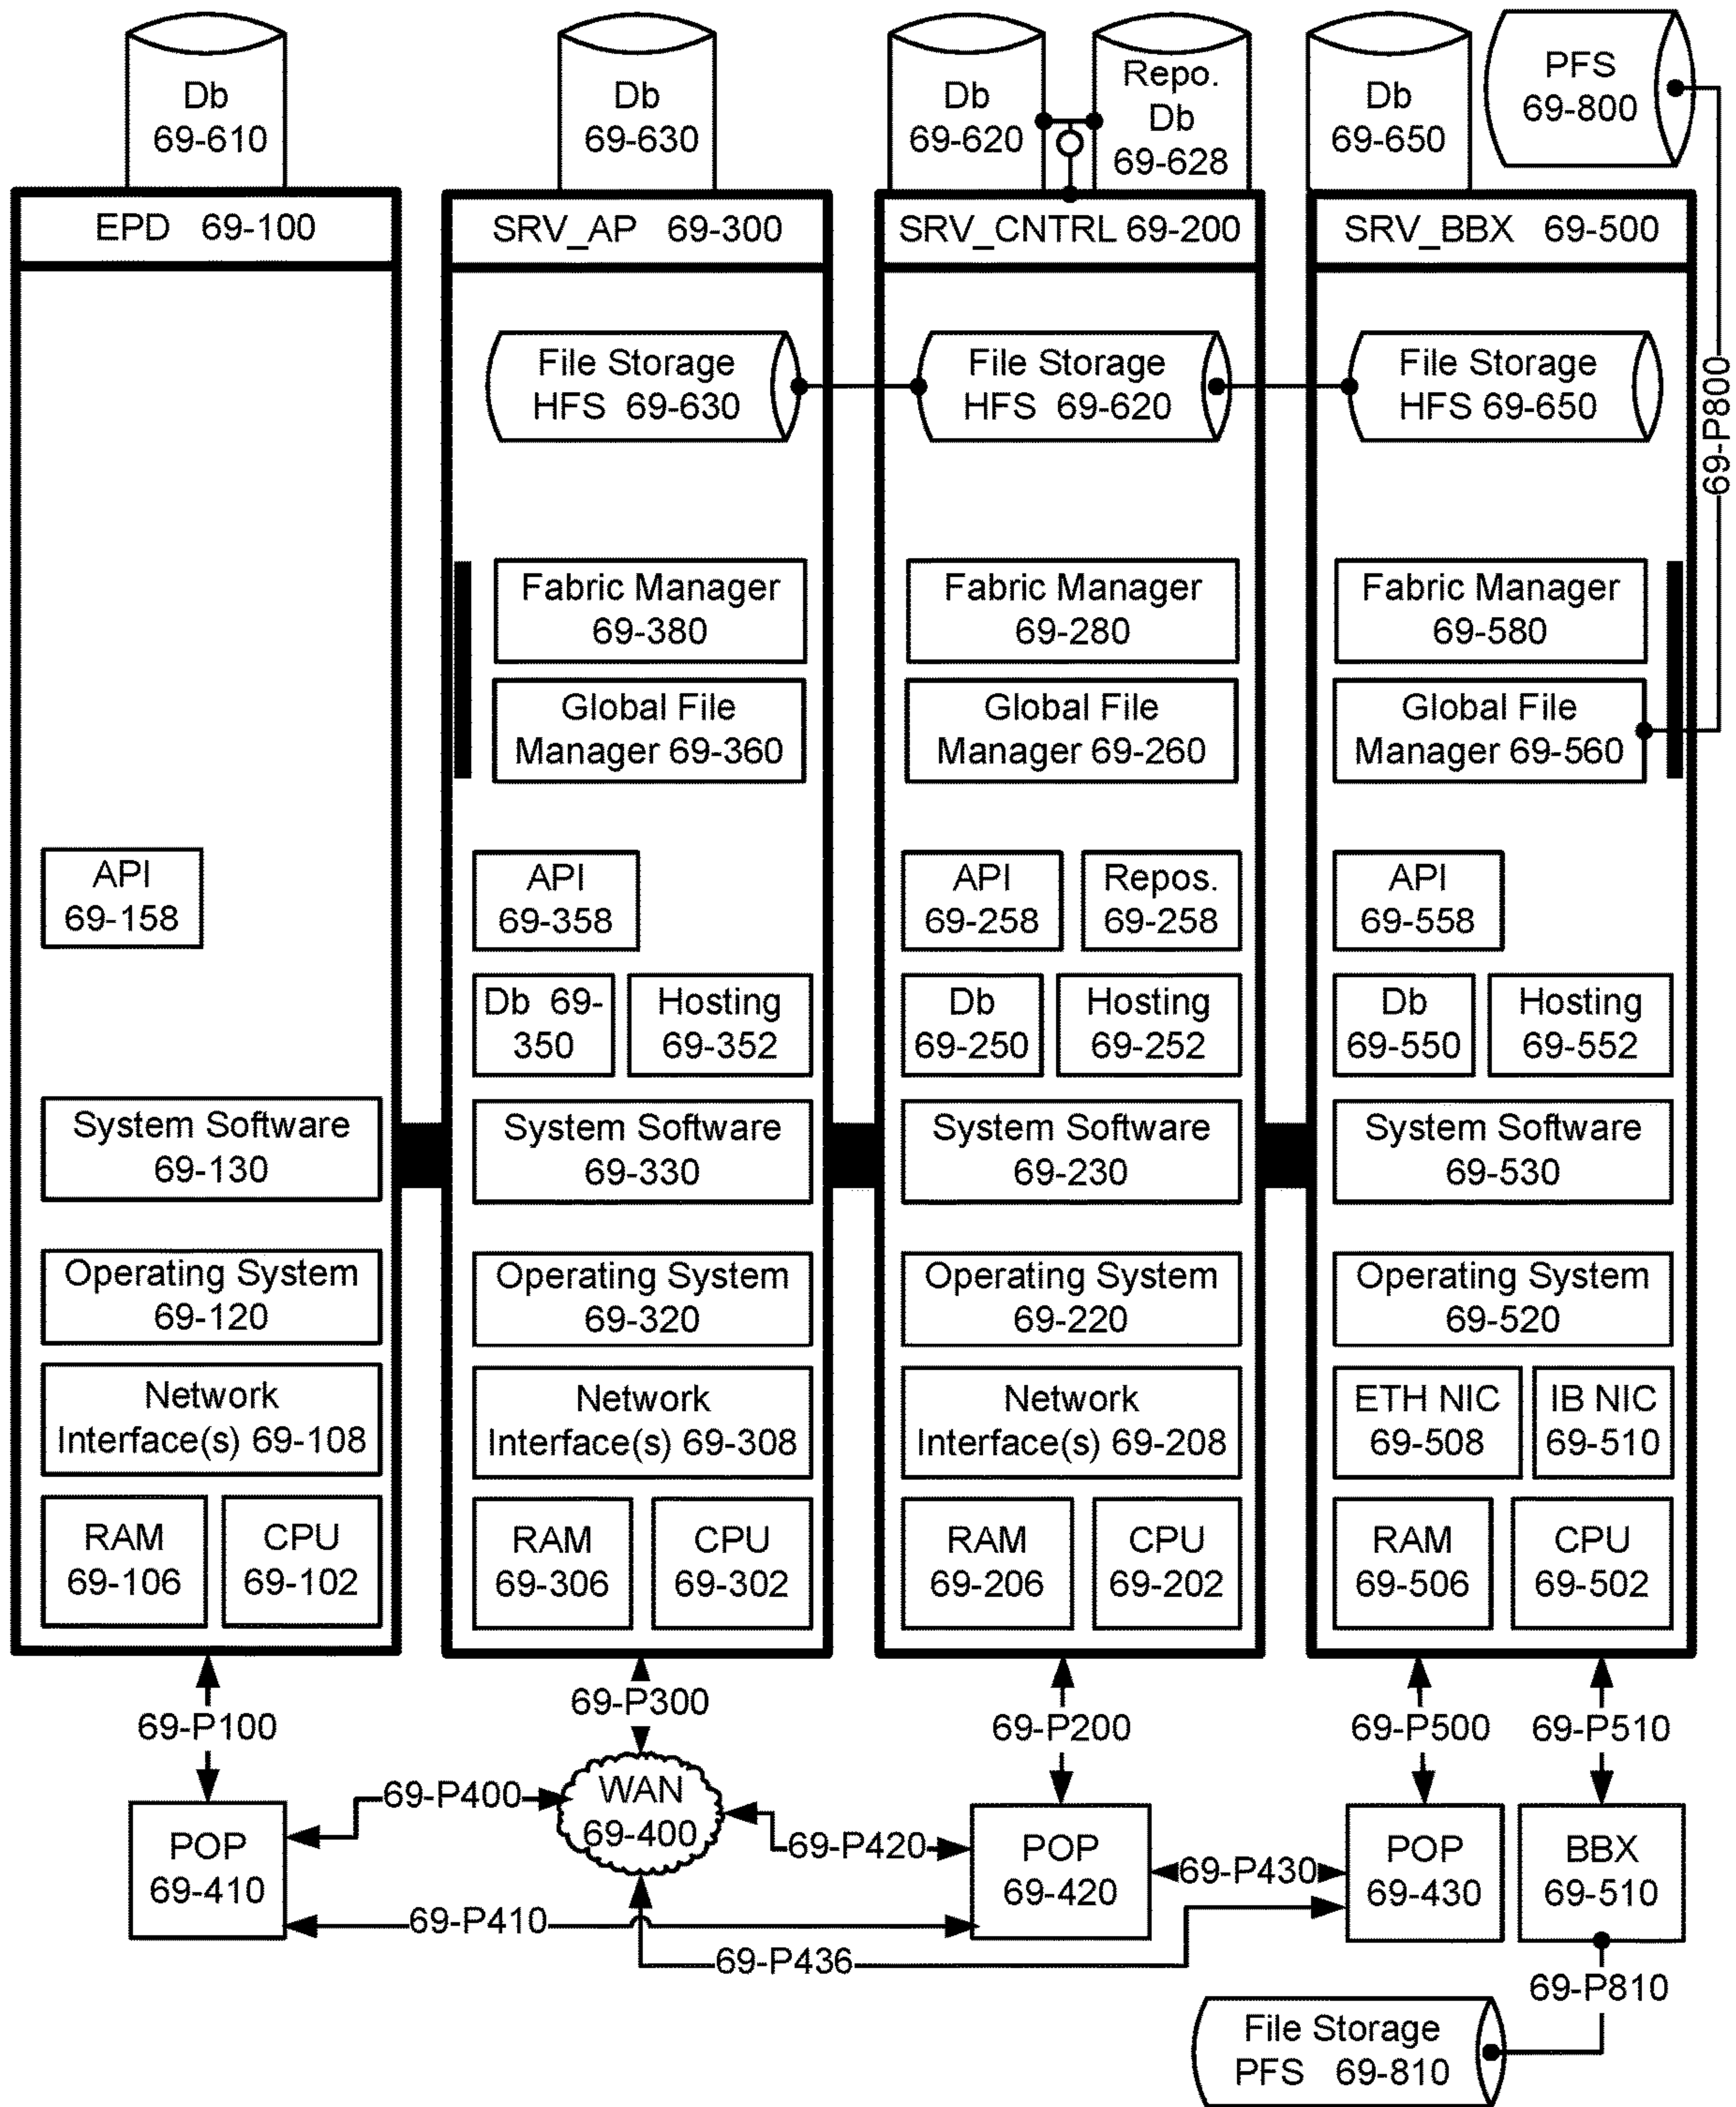 Db
69-610
Db
69-630
Db
69-620
Repo.
Db
69-628
Db
69-650
PFS
69-800
EPD 69-100
SRV_AP 69-300
SRV_CNTRL 69-200
SRV_BBX 69-500
File Storage
HFS 69-630
File Storage
HFS 69-620
File Storage
HFS 69-650
69-P800
Fabric Manager
69-380
Fabric Manager
69-280
Fabric Manager
69-580
Global File
Manager 69-360
Global File
Manager 69-260
Global File
Manager 69-560
API
69-158
API
69-358
API
69-258
Repos.
69-258
API
69-558
Db 69-
350
Hosting
69-352
Db
69-250
Hosting
69-252
Db
69-550
Hosting
69-552
System Software
69-130
System Software
69-330
System Software
69-230
System Software
69-530
Operating System
69-120
Operating System
69-320
Operating System
69-220
Operating System
69-520
Network
Interface(s) 69-108
Network
Interface(s) 69-308
Network
Interface(s) 69-208
ETH NIC
69-508
IB NIC
69-510
RAM
69-106
CPU
69-102
RAM
69-306
CPU
69-302
RAM
69-206
CPU
69-202
RAM
69-506
CPU
69-502
69-P100
69-P300
69-P200
69-P500
69-P510
POP
69-410
69-P400
WAN
69-400
69-P420
POP
69-420
69-P430
POP
69-430
BBX
69-510
69-P410
69-P436
69-P810
File Storage
PFS 69-810